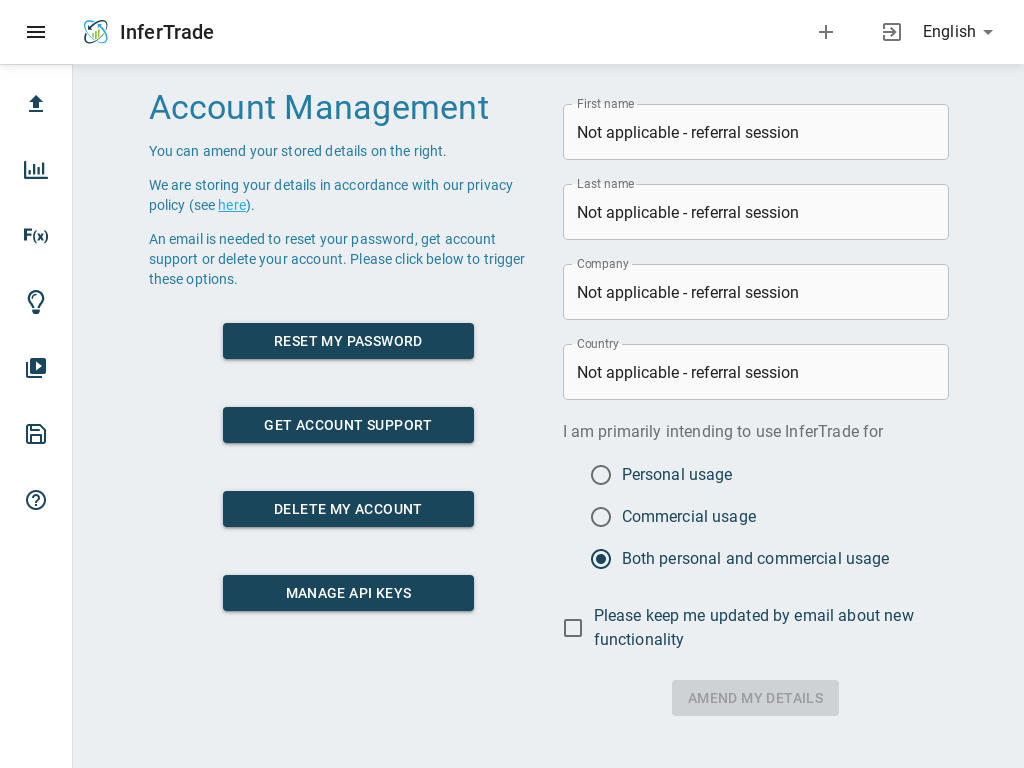 InferTrade
English
F(x)
Account Management
You can amend your stored details on the right.
We are storing your details in accordance with our privacy
policy (see here).
An email is needed to reset your password, get account
support or delete your account. Please click below to trigger
these options.
RESET MY PASSWORD
GET ACCOUNT SUPPORT
DELETE MY ACCOUNT
MANAGE API KEYS
First name
Not applicable - referral session
Last name
Not applicable - referral session
Company
Not applicable - referral session
Country
Not applicable - referral session
I am primarily intending to use InferTrade for
Personal usage
Commercial usage
Both personal and commercial usage
Please keep me updated by email about new
functionality
AMEND MY DETAILS